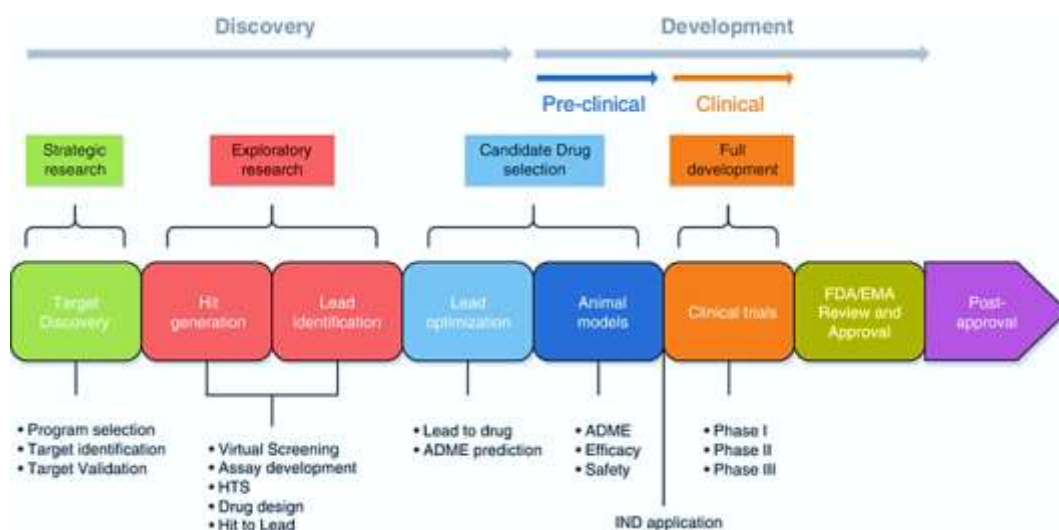 Discovery
Development
Pre-clinical
Clinical
Strategic
research
Exploratory
research
Candidate Drug
selection
Full
development
Target
Discovery
Hit
generation
Lead
identification
Lead
optimization
Animal
models
Clinical trials
FDA/EMA
Review and
Approval
Post-
approval
• Program selection
• Target identification
• Target Validation
• Virtual Screening
• Assay development
• HTS
• Drug design
• Hit to Lead
• Lead to drug
• ADME prediction
• ADME
• Efficacy
• Safety
• Phase I
• Phase II
• Phase III
IND application